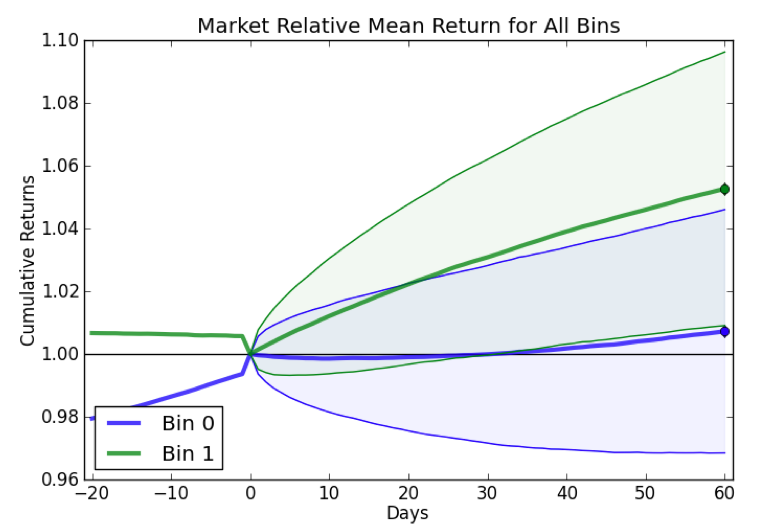 Market Relative Mean Return for All Bins
1.10
1.08
1.06
1.04
1.02
1.00
0.98
0.96
Cumulative Returns
Bin 0
Bin 1
−20 −10 0 10 20 30 40 50 60
Days